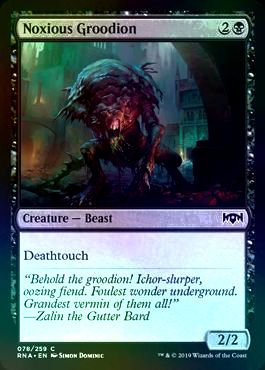 Noxious Groodion 2
Creature — Beast
Deathtouch
“Behold the groodion! Ichor-slurper,
oozing fiend. Foulest wonder underground.
Grandest vermin of them all!”
—Zalin the Gutter Bard
2/2
078/259 C
RNA • EN SIMON DOMINIC ™ & © 2019 Wizards of the Coast